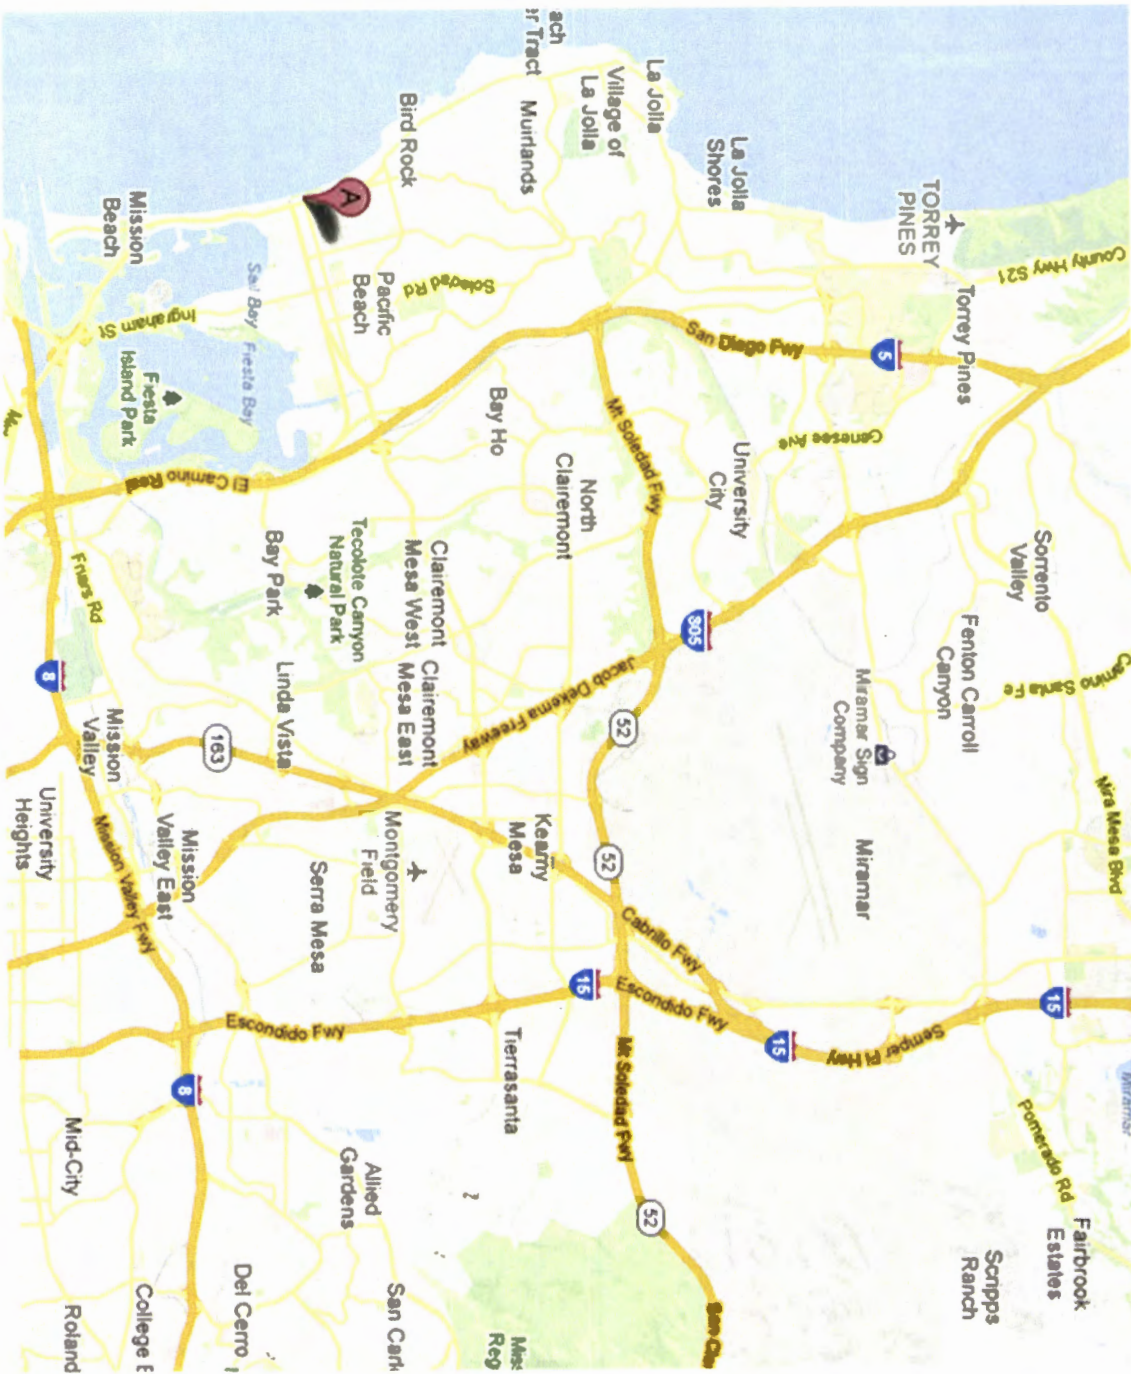 Camino Santa Fe
Mira Mesa Blvd
15
Miramar
Fairbrook
Estates
County Hwy S21
Sorrento
Valley
Pomerado Rd
Torrey Pines
Fenton Carroll
Canyon
Scripps
Ranch
TORREY
PINES
5
Genesee Ave
Miramar Sign
Company
Miramar
Semper Fi Hwy
15
La Jolla
Shores
San Diego Fwy
University
City
805
Cabrillo Fwy
Escondido Fwy
15
La Jolla
Village of
La Jolla
Mt Soledad Fwy
52
52
Mt Soledad Fwy
52
Muirlands
North
Clairemont
Jacob Dekema Freeway
Kearny
Mesa
Tierrasanta
Bird Rock
Soledad Rd
Bay Ho
Clairemont
Mesa West
Clairemont
Mesa East
Montgomery
Field
A
Pacific
Beach
Tecolote Canyon
Natural Park
Serra Mesa
Escondido Fwy
Allied
Gardens
Sail Bay
Fiesta Bay
El Camino Real
Bay Park
Linda Vista
163
Del Cerro
Mission
Beach
Ingraham St
Fiesta
Island Park
Friars Rd
Mission
Valley
Mission
Valley East
8
Mission Valley Fwy
8
University
Heights
Mid-City